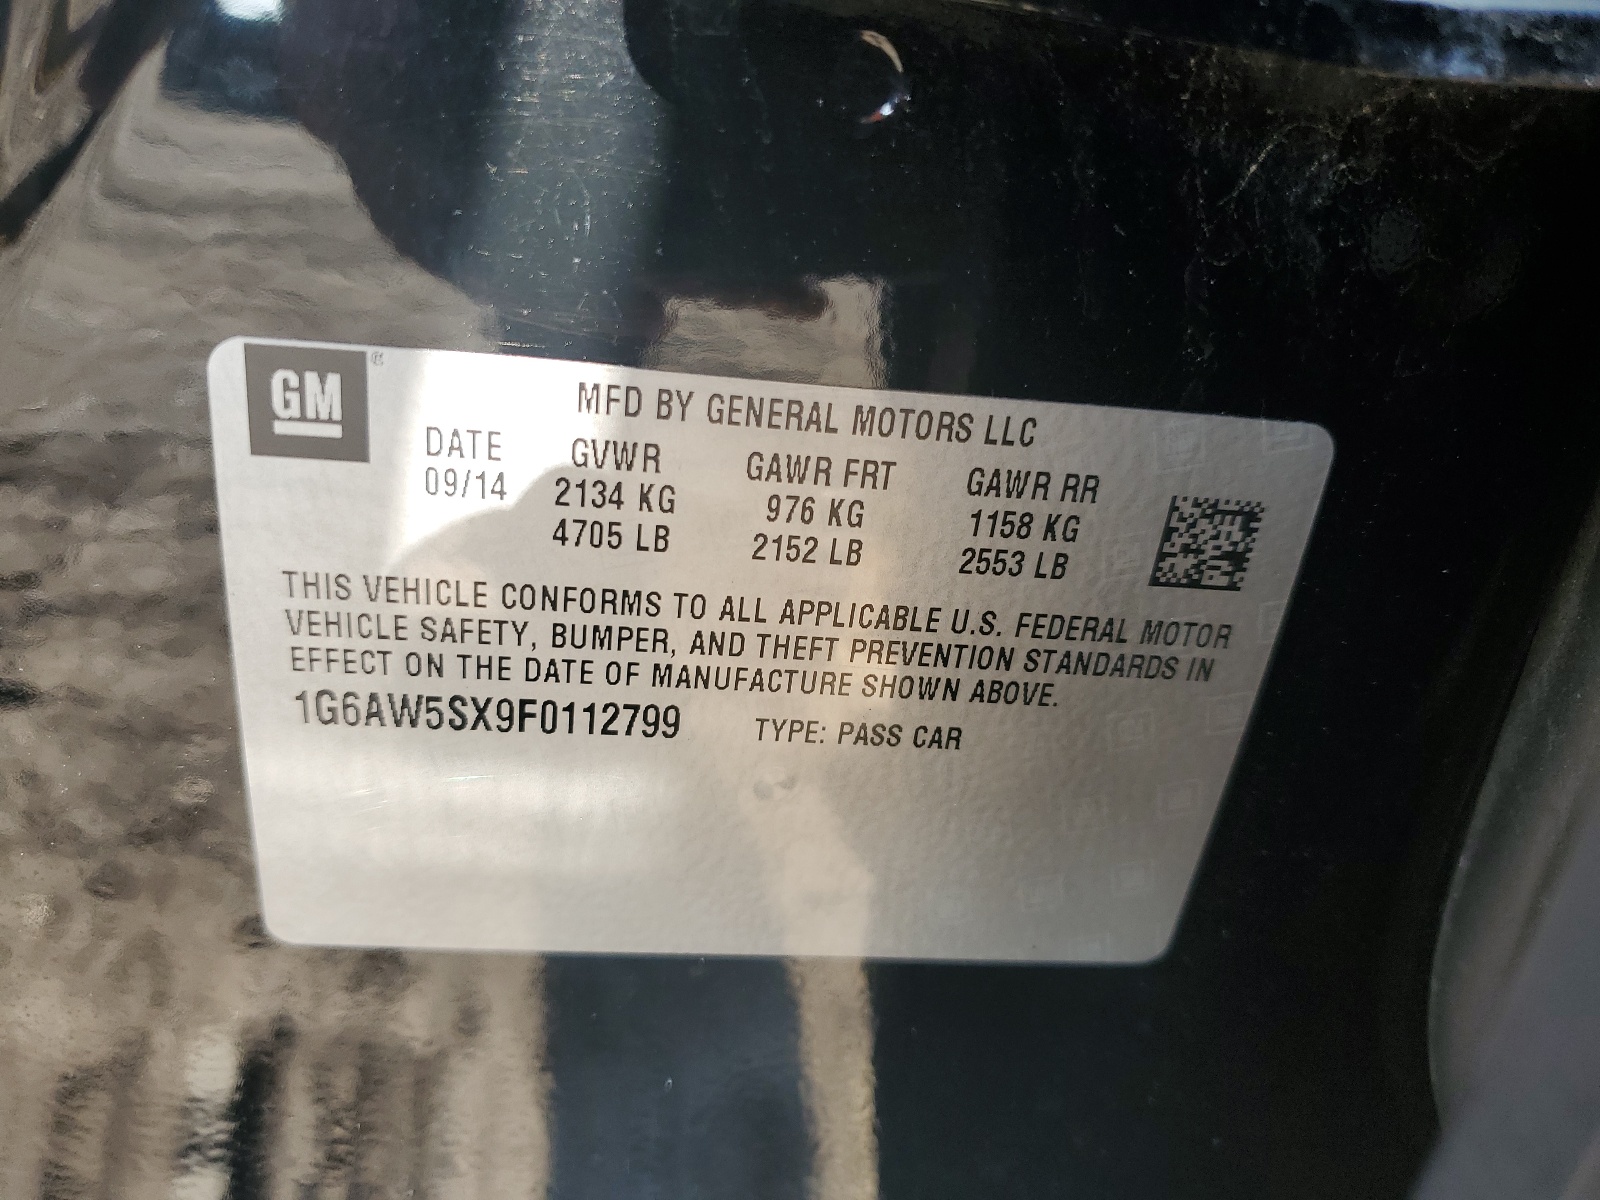 GM®
MFD BY GENERAL MOTORS LLC
DATE GVWR GAWR FRT GAWR RR
09/14 2134 KG 976 KG 1158 KG
4705 LB 2152 LB 2553 LB
THIS VEHICLE CONFORMS TO ALL APPLICABLE U.S. FEDERAL MOTOR
VEHICLE SAFETY, BUMPER, AND THEFT PREVENTION STANDARDS IN
EFFECT ON THE DATE OF MANUFACTURE SHOWN ABOVE.
1G6AW5SX9F0112799 TYPE: PASS CAR